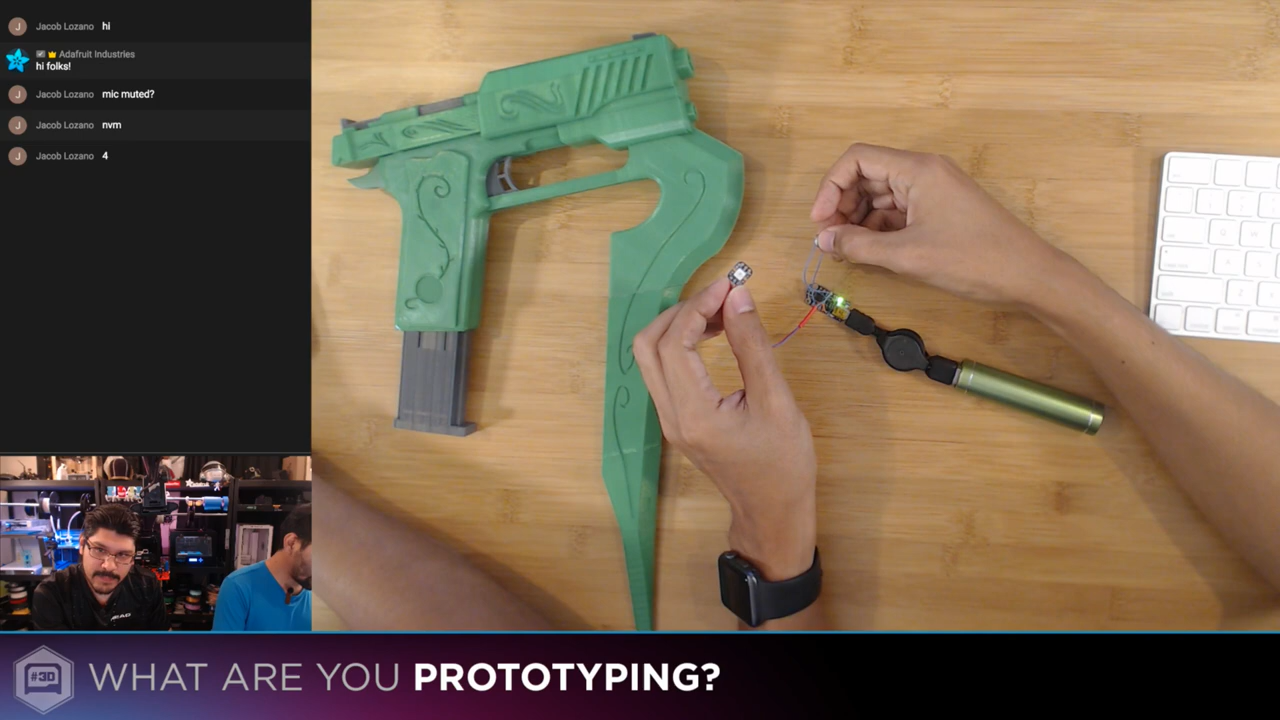 J Jacob Lozano hi
Adafruit Industries
hi folks!
J Jacob Lozano mic muted?
J Jacob Lozano nvm
J Jacob Lozano 4
#3D
WHAT ARE YOU PROTOTYPING?